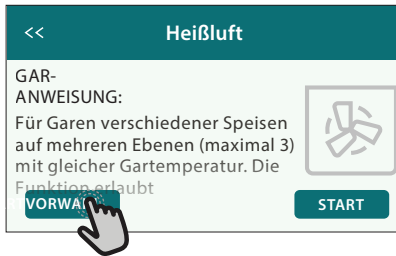 << Heißluft
GAR-
ANWEISUNG:
Für Garen verschiedener Speisen
auf mehreren Ebenen (maximal 3)
mit gleicher Gartemperatur. Die
Funktion erlaubt
START